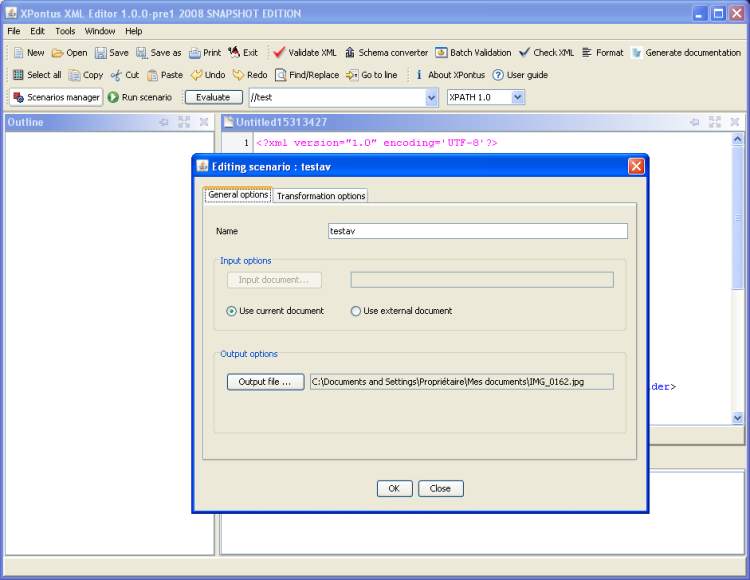 XPontus XML Editor 1.0.0-pre1 2008 SNAPSHOT EDITION
File Edit Tools Window Help
New Open Save Save as Print Exit Validate XML Schema converter Batch Validation Check XML Format Generate documentation
Select all Copy Cut Paste Undo Redo Find/Replace Go to line About XPontus User guide
Scenarios manager Run scenario Evaluate //test XPATH 1.0
Outline Untitled15313427
1 <?xml version="1.0" encoding='UTF-8'?>
Editing scenario : testav
General options Transformation options
Name testav
Input options
Input document...
Use current document Use external document
Output options
Output file ... C:\Documents and Settings\Propriétaire\Mes documents\IMG_0162.jpg
der>
OK Close